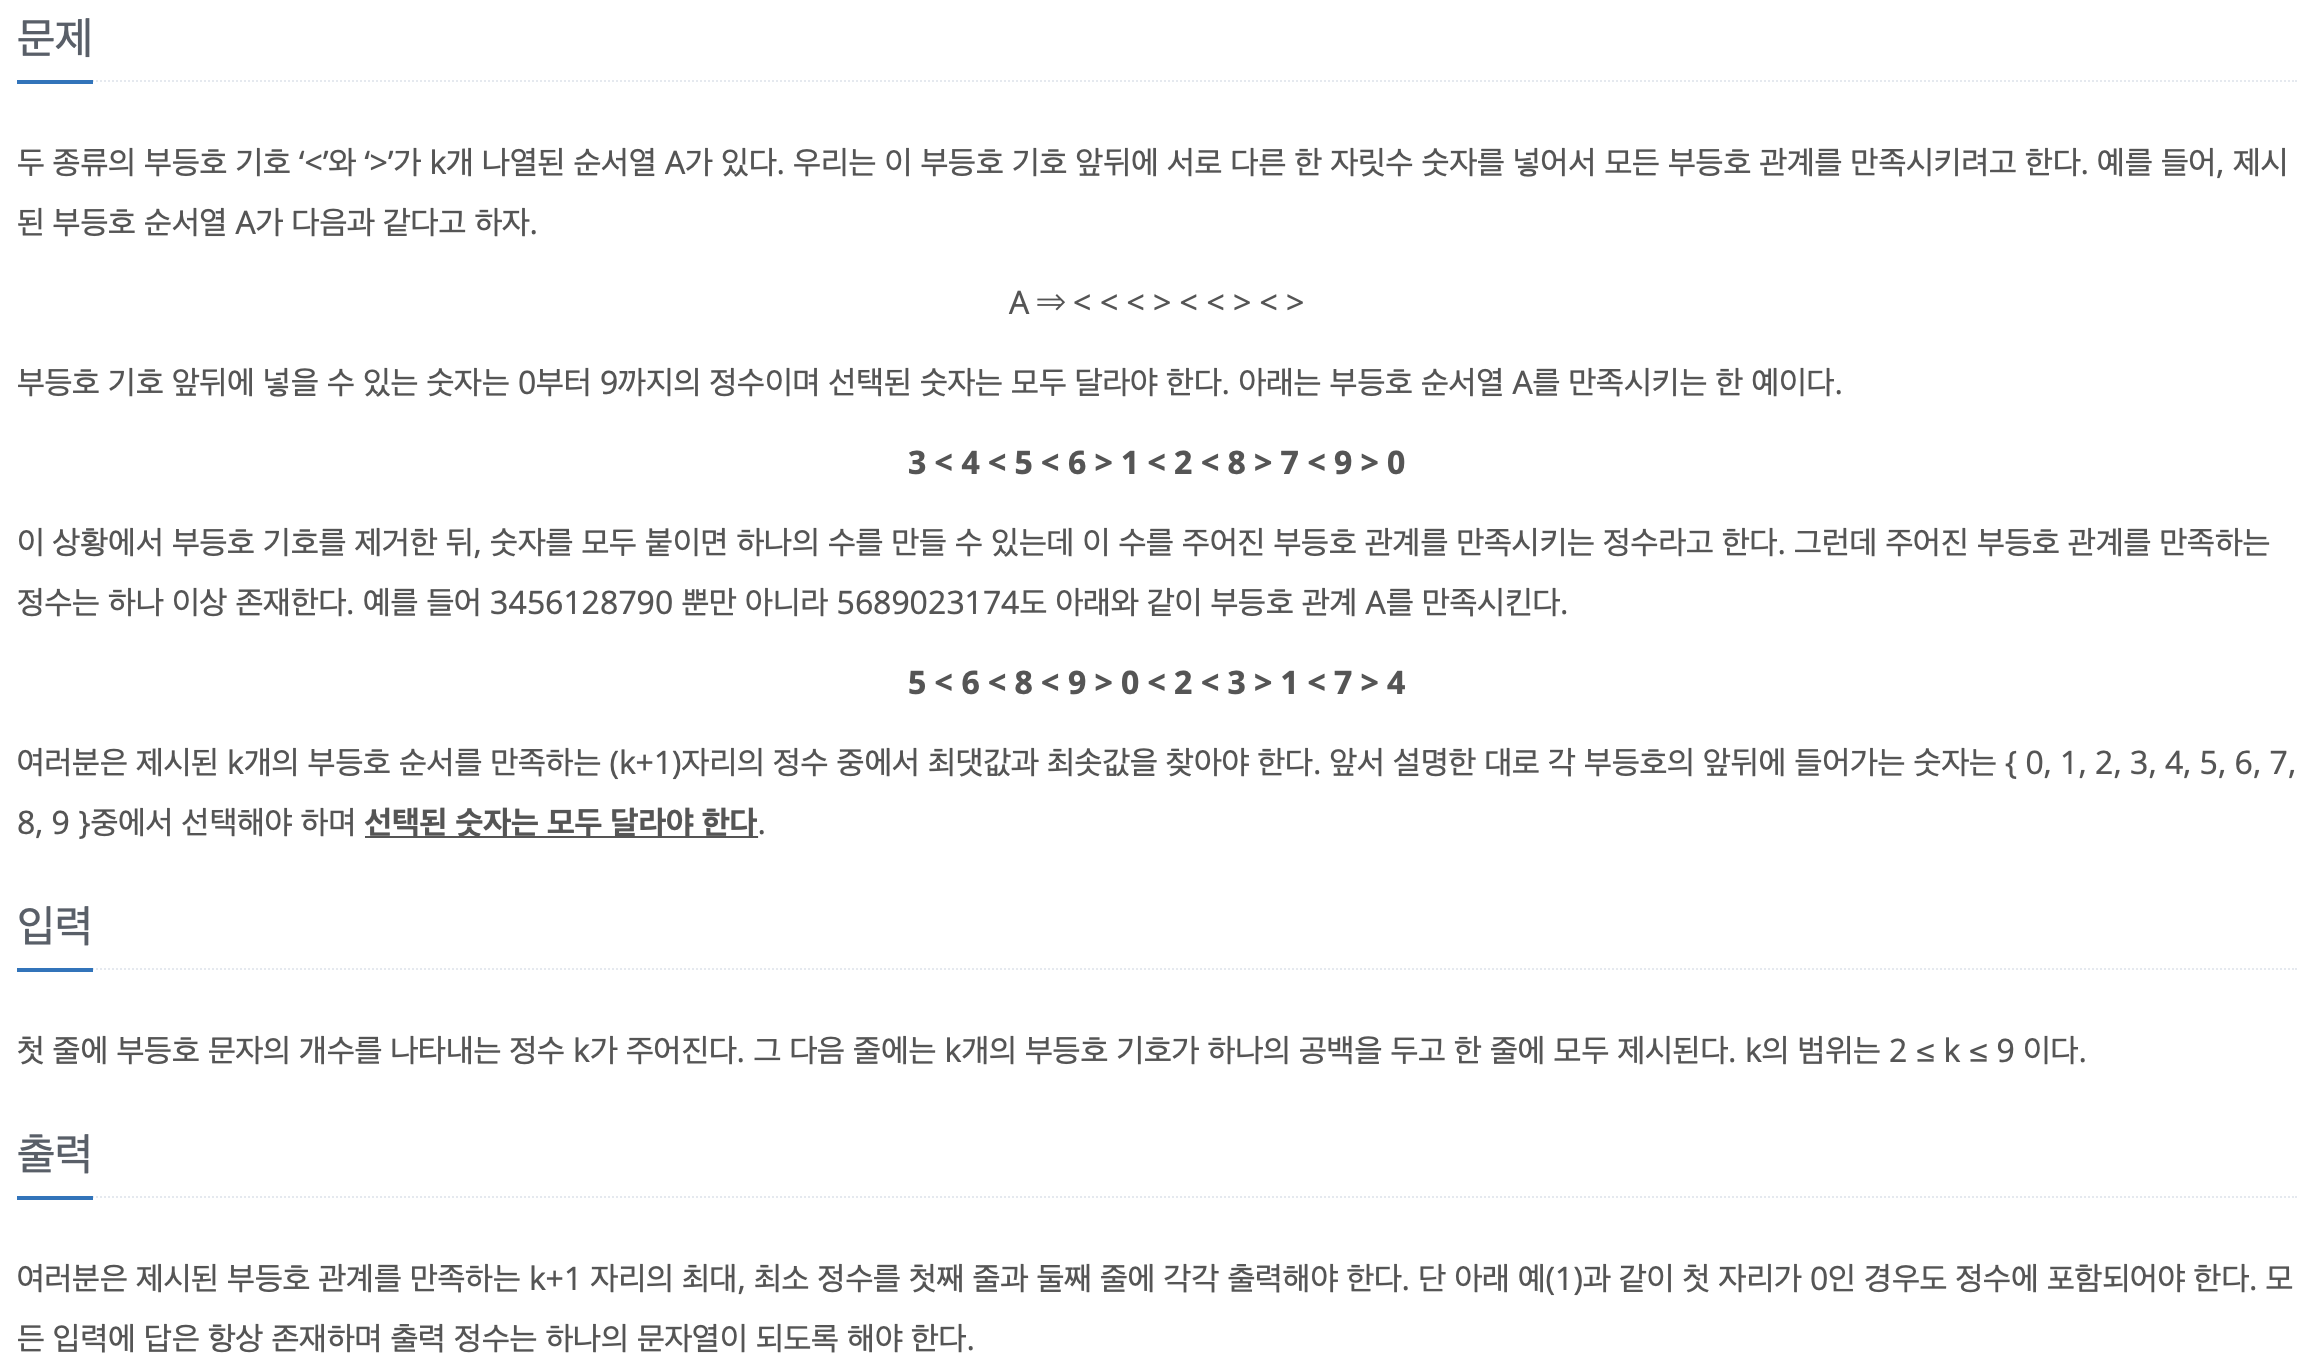 문제
두 종류의 부등호 기호 ‘<’와 ‘>’가 k개 나열된 순서열 A가 있다. 우리는 이 부등호 기호 앞뒤에 서로 다른 한 자릿수 숫자를 넣어서 모든 부등호 관계를 만족시키려고 한다. 예를 들어, 제시
된 부등호 순서열 A가 다음과 같다고 하자.
A ⇒ < < < > < < > < >
부등호 기호 앞뒤에 넣을 수 있는 숫자는 0부터 9까지의 정수이며 선택된 숫자는 모두 달라야 한다. 아래는 부등호 순서열 A를 만족시키는 한 예이다.
3 < 4 < 5 < 6 > 1 < 2 < 8 > 7 < 9 > 0
이 상황에서 부등호 기호를 제거한 뒤, 숫자를 모두 붙이면 하나의 수를 만들 수 있는데 이 수를 주어진 부등호 관계를 만족시키는 정수라고 한다. 그런데 주어진 부등호 관계를 만족하는
정수는 하나 이상 존재한다. 예를 들어 3456128790 뿐만 아니라 5689023174도 아래와 같이 부등호 관계 A를 만족시킨다.
5 < 6 < 8 < 9 > 0 < 2 < 3 > 1 < 7 > 4
여러분은 제시된 k개의 부등호 순서를 만족하는 (k+1)자리의 정수 중에서 최댓값과 최솟값을 찾아야 한다. 앞서 설명한 대로 각 부등호의 앞뒤에 들어가는 숫자는 { 0, 1, 2, 3, 4, 5, 6, 7,
8, 9 }중에서 선택해야 하며 선택된 숫자는 모두 달라야 한다.
입력
첫 줄에 부등호 문자의 개수를 나타내는 정수 k가 주어진다. 그 다음 줄에는 k개의 부등호 기호가 하나의 공백을 두고 한 줄에 모두 제시된다. k의 범위는 2 ≤ k ≤ 9 이다.
출력
여러분은 제시된 부등호 관계를 만족하는 k+1 자리의 최대, 최소 정수를 첫째 줄과 둘째 줄에 각각 출력해야 한다. 단 아래 예(1)과 같이 첫 자리가 0인 경우도 정수에 포함되어야 한다. 모
든 입력에 답은 항상 존재하며 출력 정수는 하나의 문자열이 되도록 해야 한다.